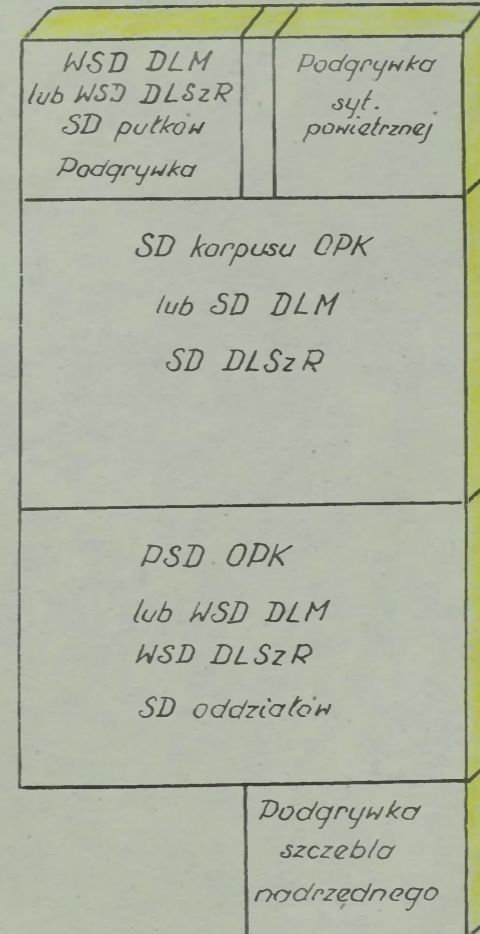 WSD DLM
lub WSD DLSzR
SD pułków
Podgrywka
Podgrywka
syt.
powietrznej
SD korpusu OPK
lub SD DLM
SD DLSzR
PSD OPK
lub WSD DLM
WSD DLSzR
SD oddziałów
Podgrywka
szczebla
nadrzędnego